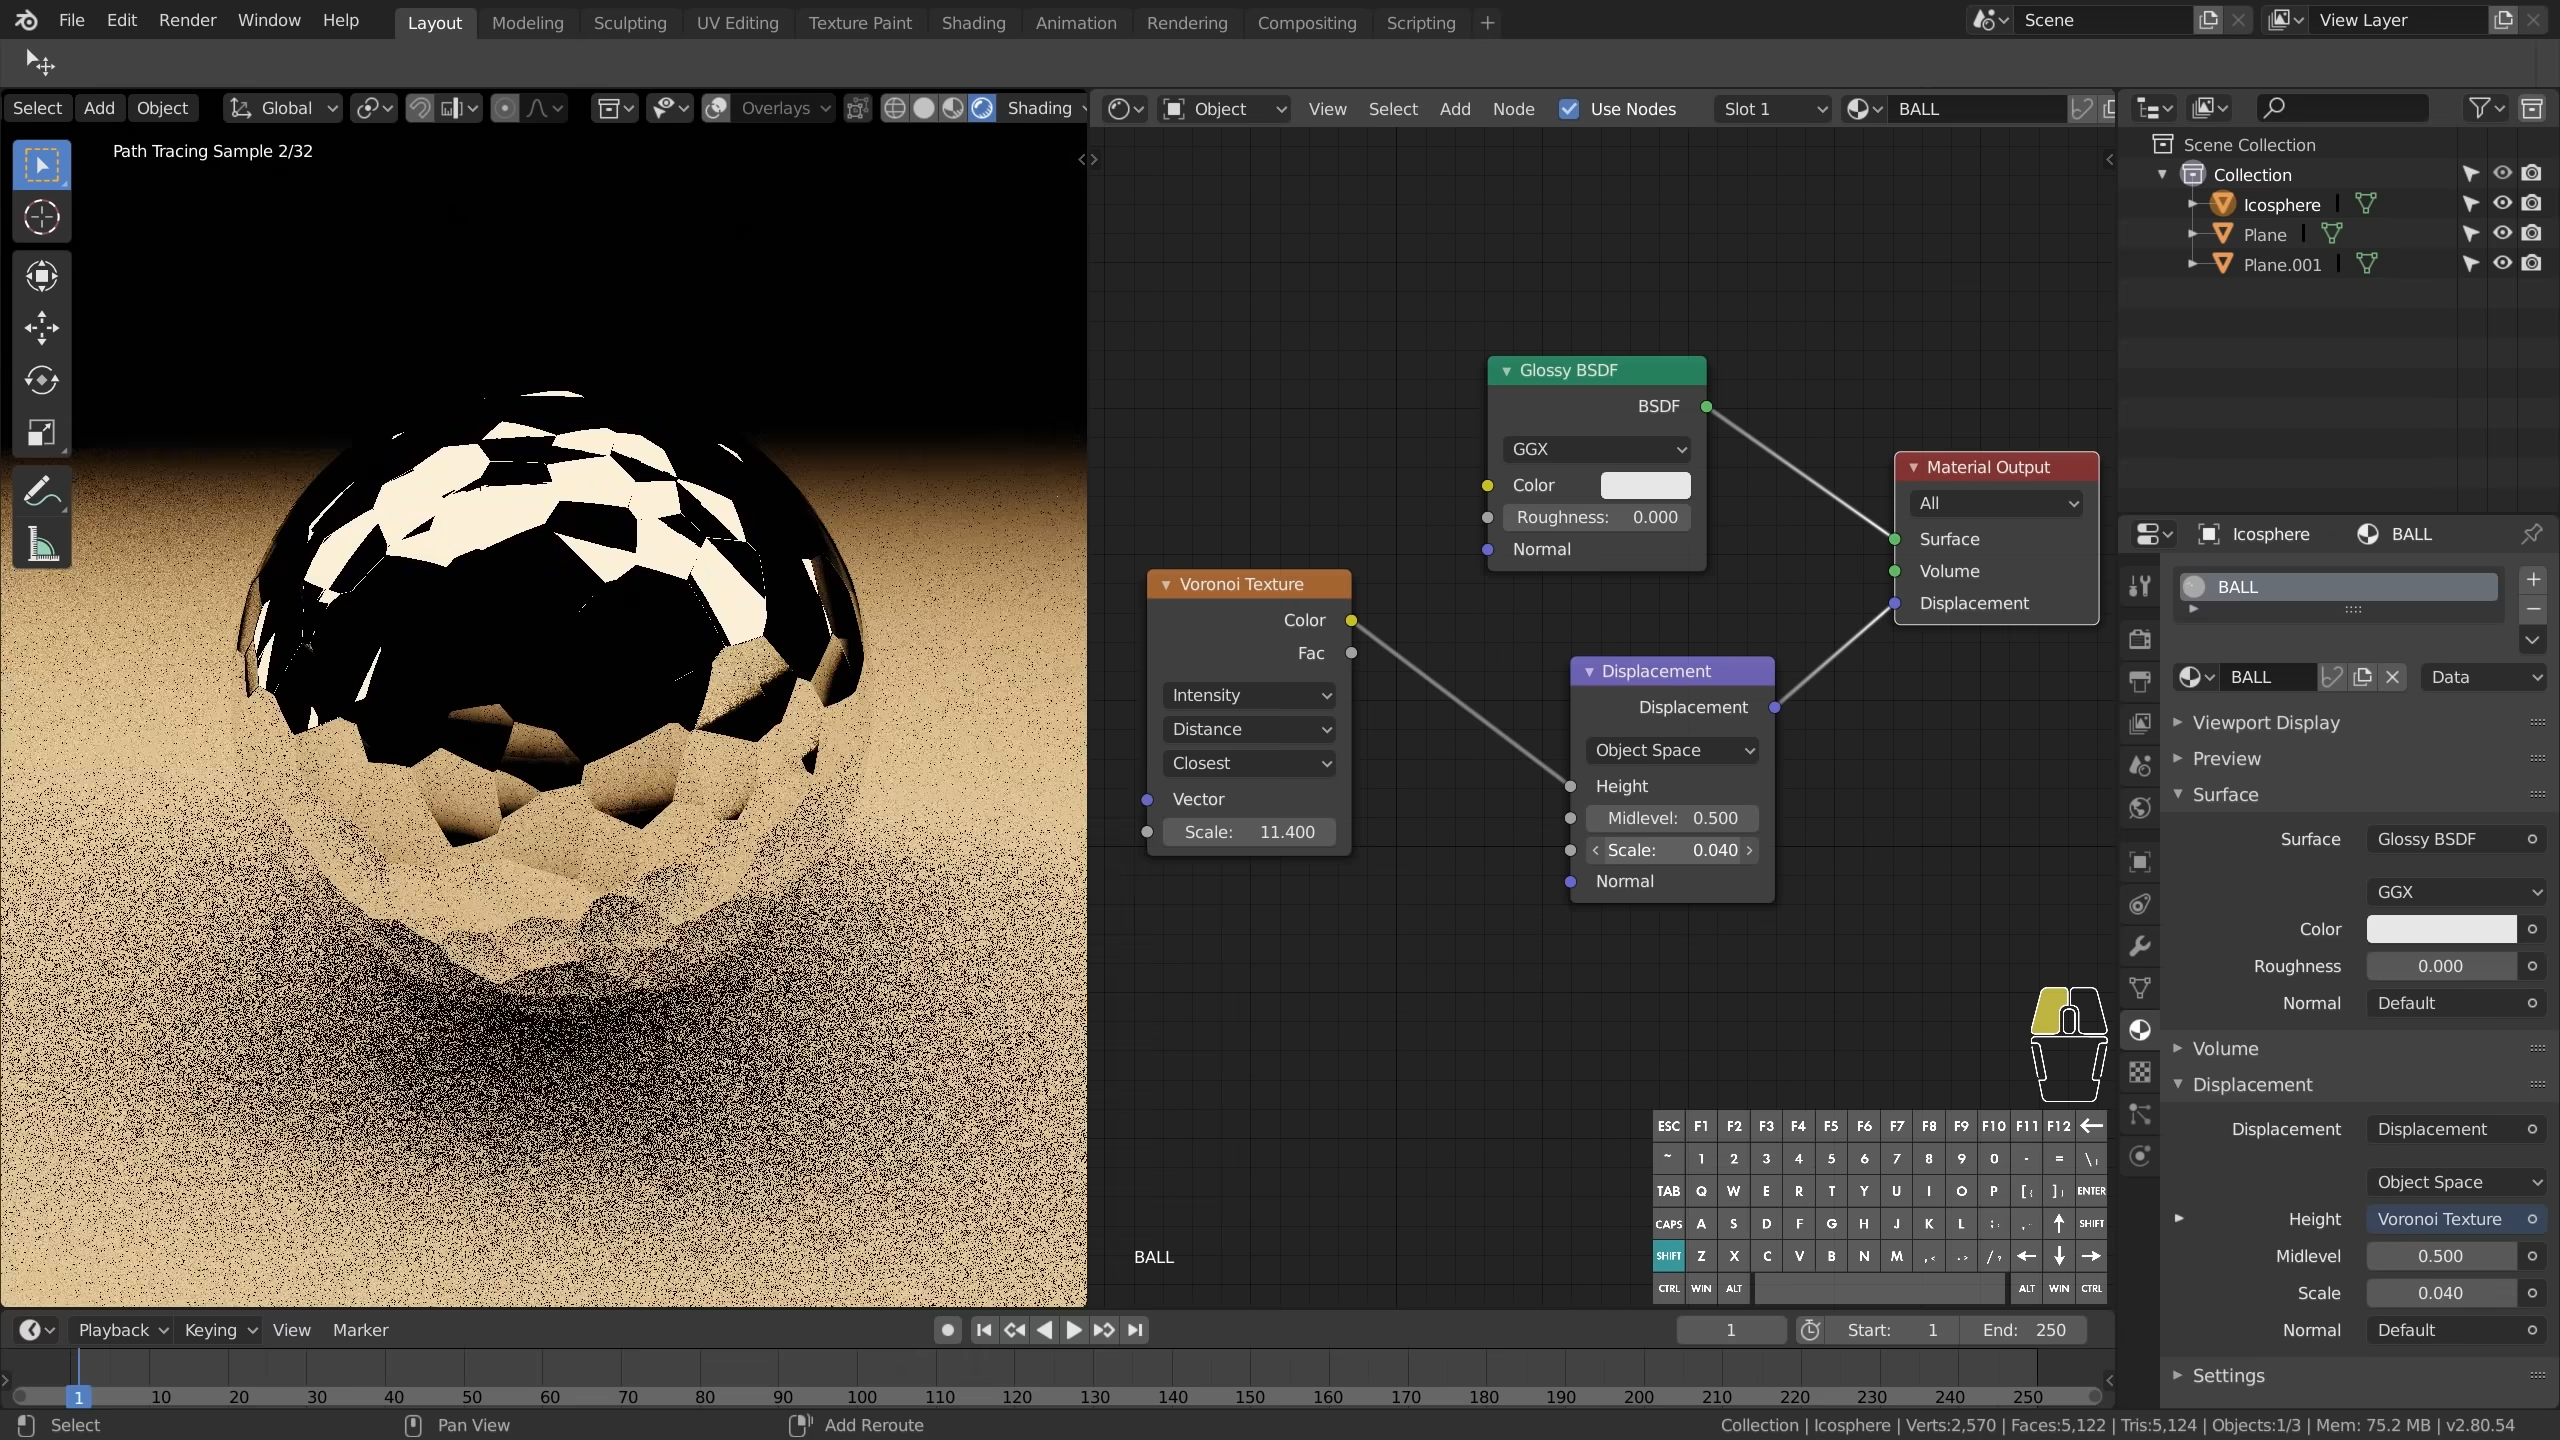 File Edit Render Window Help Layout Modeling Sculpting UV Editing Texture Paint Shading Animation Rendering Compositing Scripting + Scene View Layer
Select Add Object Global Overlays Shading Object View Select Add Node Use Nodes Slot 1 BALL
Path Tracing Sample 2/32
Scene Collection
Collection
Icosphere
Plane
Plane.001
Glossy BSDF
BSDF
GGX
Color
Roughness: 0.000
Normal
Material Output
All
Surface
Volume
Displacement
Voronoi Texture
Color
Fac
Intensity
Distance
Closest
Vector
Scale: 11.400
Displacement
Displacement
Object Space
Height
Midlevel: 0.500
Scale: 0.040
Normal
Icosphere BALL
BALL
BALL Data
Viewport Display
Preview
Surface
Surface Glossy BSDF
GGX
Color
Roughness 0.000
Normal Default
Volume
Displacement
Displacement Displacement
Object Space
Height Voronoi Texture
Midlevel 0.500
Scale 0.040
Normal Default
Settings
ESC F1 F2 F3 F4 F5 F6 F7 F8 F9 F10 F11 F12 ←
~ 1 2 3 4 5 6 7 8 9 0 - = \
TAB Q W E R T Y U I O P [ ] ENTER
CAPS A S D F G H J K L ↑ SHIFT
SHIFT Z X C V B N M ← ↓ →
CTRL WIN ALT ALT WIN CTRL
BALL
Playback Keying View Marker 1 Start: 1 End: 250
1 10 20 30 40 50 60 70 80 90 100 110 120 130 140 150 160 170 180 190 200 210 220 230 240 250
Select Pan View Add Reroute Collection | Icosphere | Verts:2,570 | Faces:5,122 | Tris:5,124 | Objects:1/3 | Mem: 75.2 MB | v2.80.54